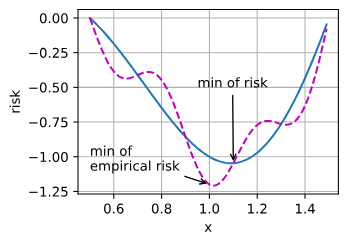 0.00
−0.25
−0.50
−0.75
−1.00
−1.25
risk
min of risk
min of
empirical risk
0.6 0.8 1.0 1.2 1.4
x